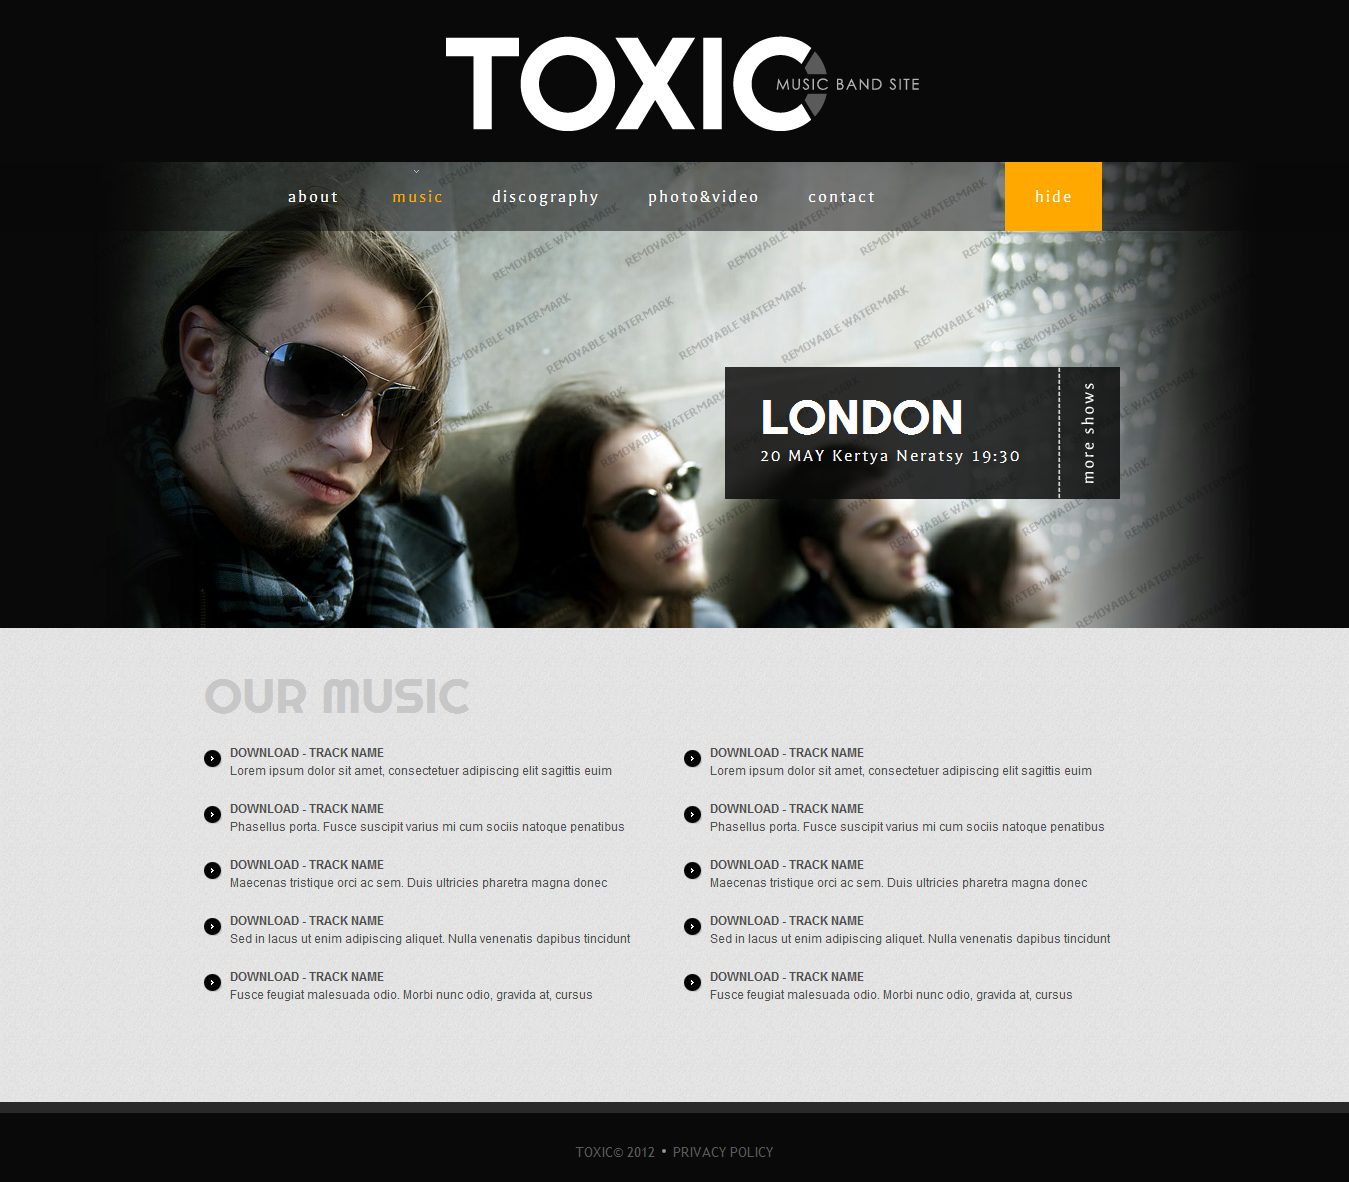 TOXIC
MUSIC BAND SITE
about
music
discography
photo&video
contact
hide
REMOVABLE WATERMARK
LONDON
20 MAY Kertya Neratsy 19:30
more shows
OUR MUSIC
DOWNLOAD - TRACK NAME
Lorem ipsum dolor sit amet, consectetuer adipiscing elit sagittis euim
DOWNLOAD - TRACK NAME
Phasellus porta. Fusce suscipit varius mi cum sociis natoque penatibus
DOWNLOAD - TRACK NAME
Maecenas tristique orci ac sem. Duis ultricies pharetra magna donec
DOWNLOAD - TRACK NAME
Sed in lacus ut enim adipiscing aliquet. Nulla venenatis dapibus tincidunt
DOWNLOAD - TRACK NAME
Fusce feugiat malesuada odio. Morbi nunc odio, gravida at, cursus
DOWNLOAD - TRACK NAME
Lorem ipsum dolor sit amet, consectetuer adipiscing elit sagittis euim
DOWNLOAD - TRACK NAME
Phasellus porta. Fusce suscipit varius mi cum sociis natoque penatibus
DOWNLOAD - TRACK NAME
Maecenas tristique orci ac sem. Duis ultricies pharetra magna donec
DOWNLOAD - TRACK NAME
Sed in lacus ut enim adipiscing aliquet. Nulla venenatis dapibus tincidunt
DOWNLOAD - TRACK NAME
Fusce feugiat malesuada odio. Morbi nunc odio, gravida at, cursus
TOXIC© 2012 • PRIVACY POLICY